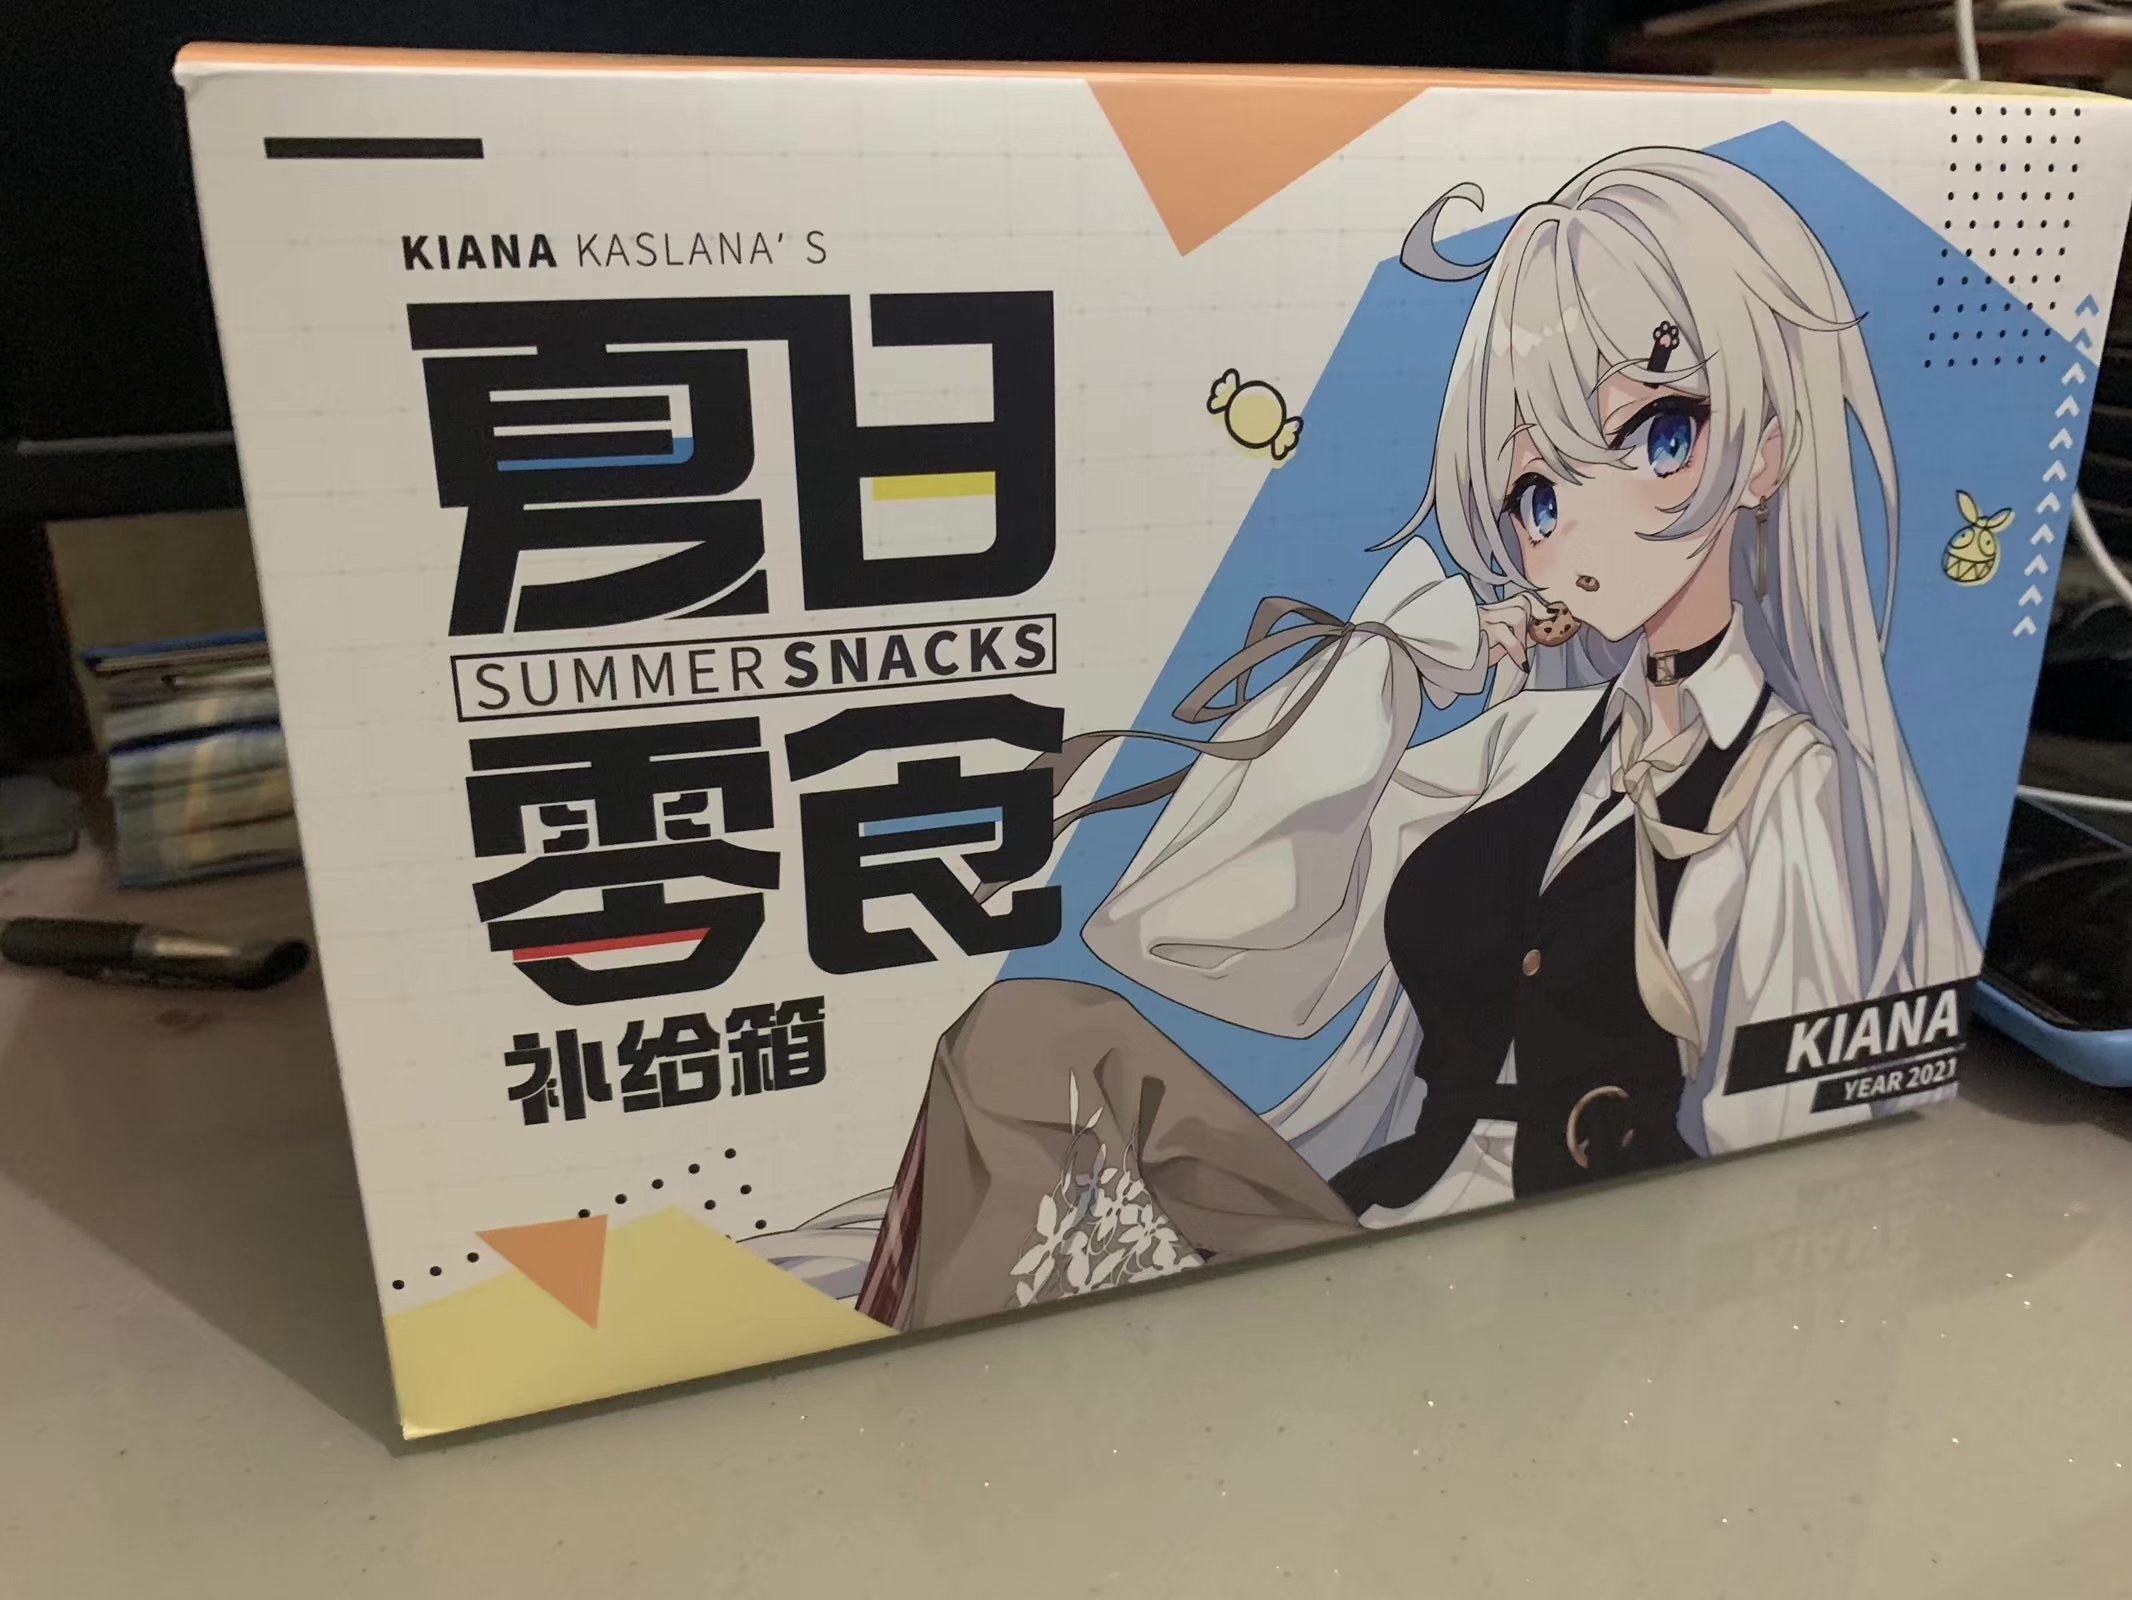 KIANA KASLANA' S
夏日
SUMMER SNACKS
零食
补给箱
KIANA
YEAR 2021